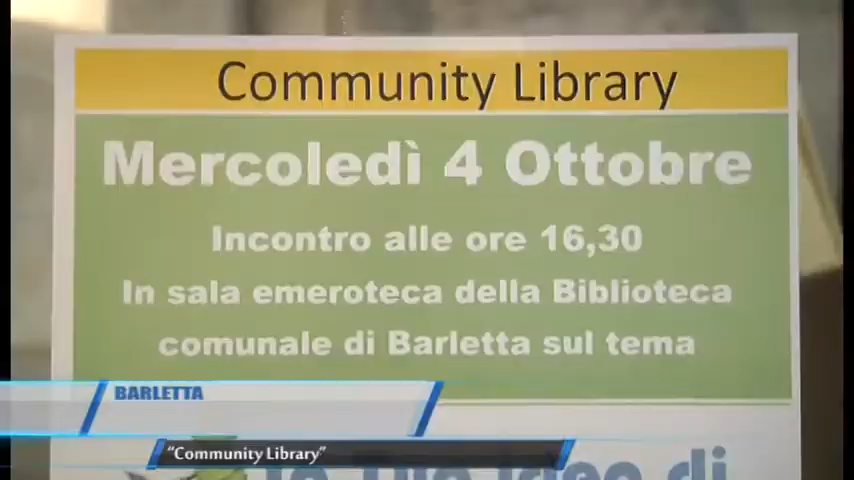 Community Library
Mercoledì 4 Ottobre
Incontro alle ore 16,30
In sala emeroteca della Biblioteca
comunale di Barletta sul tema
BARLETTA
“Community Library”
di